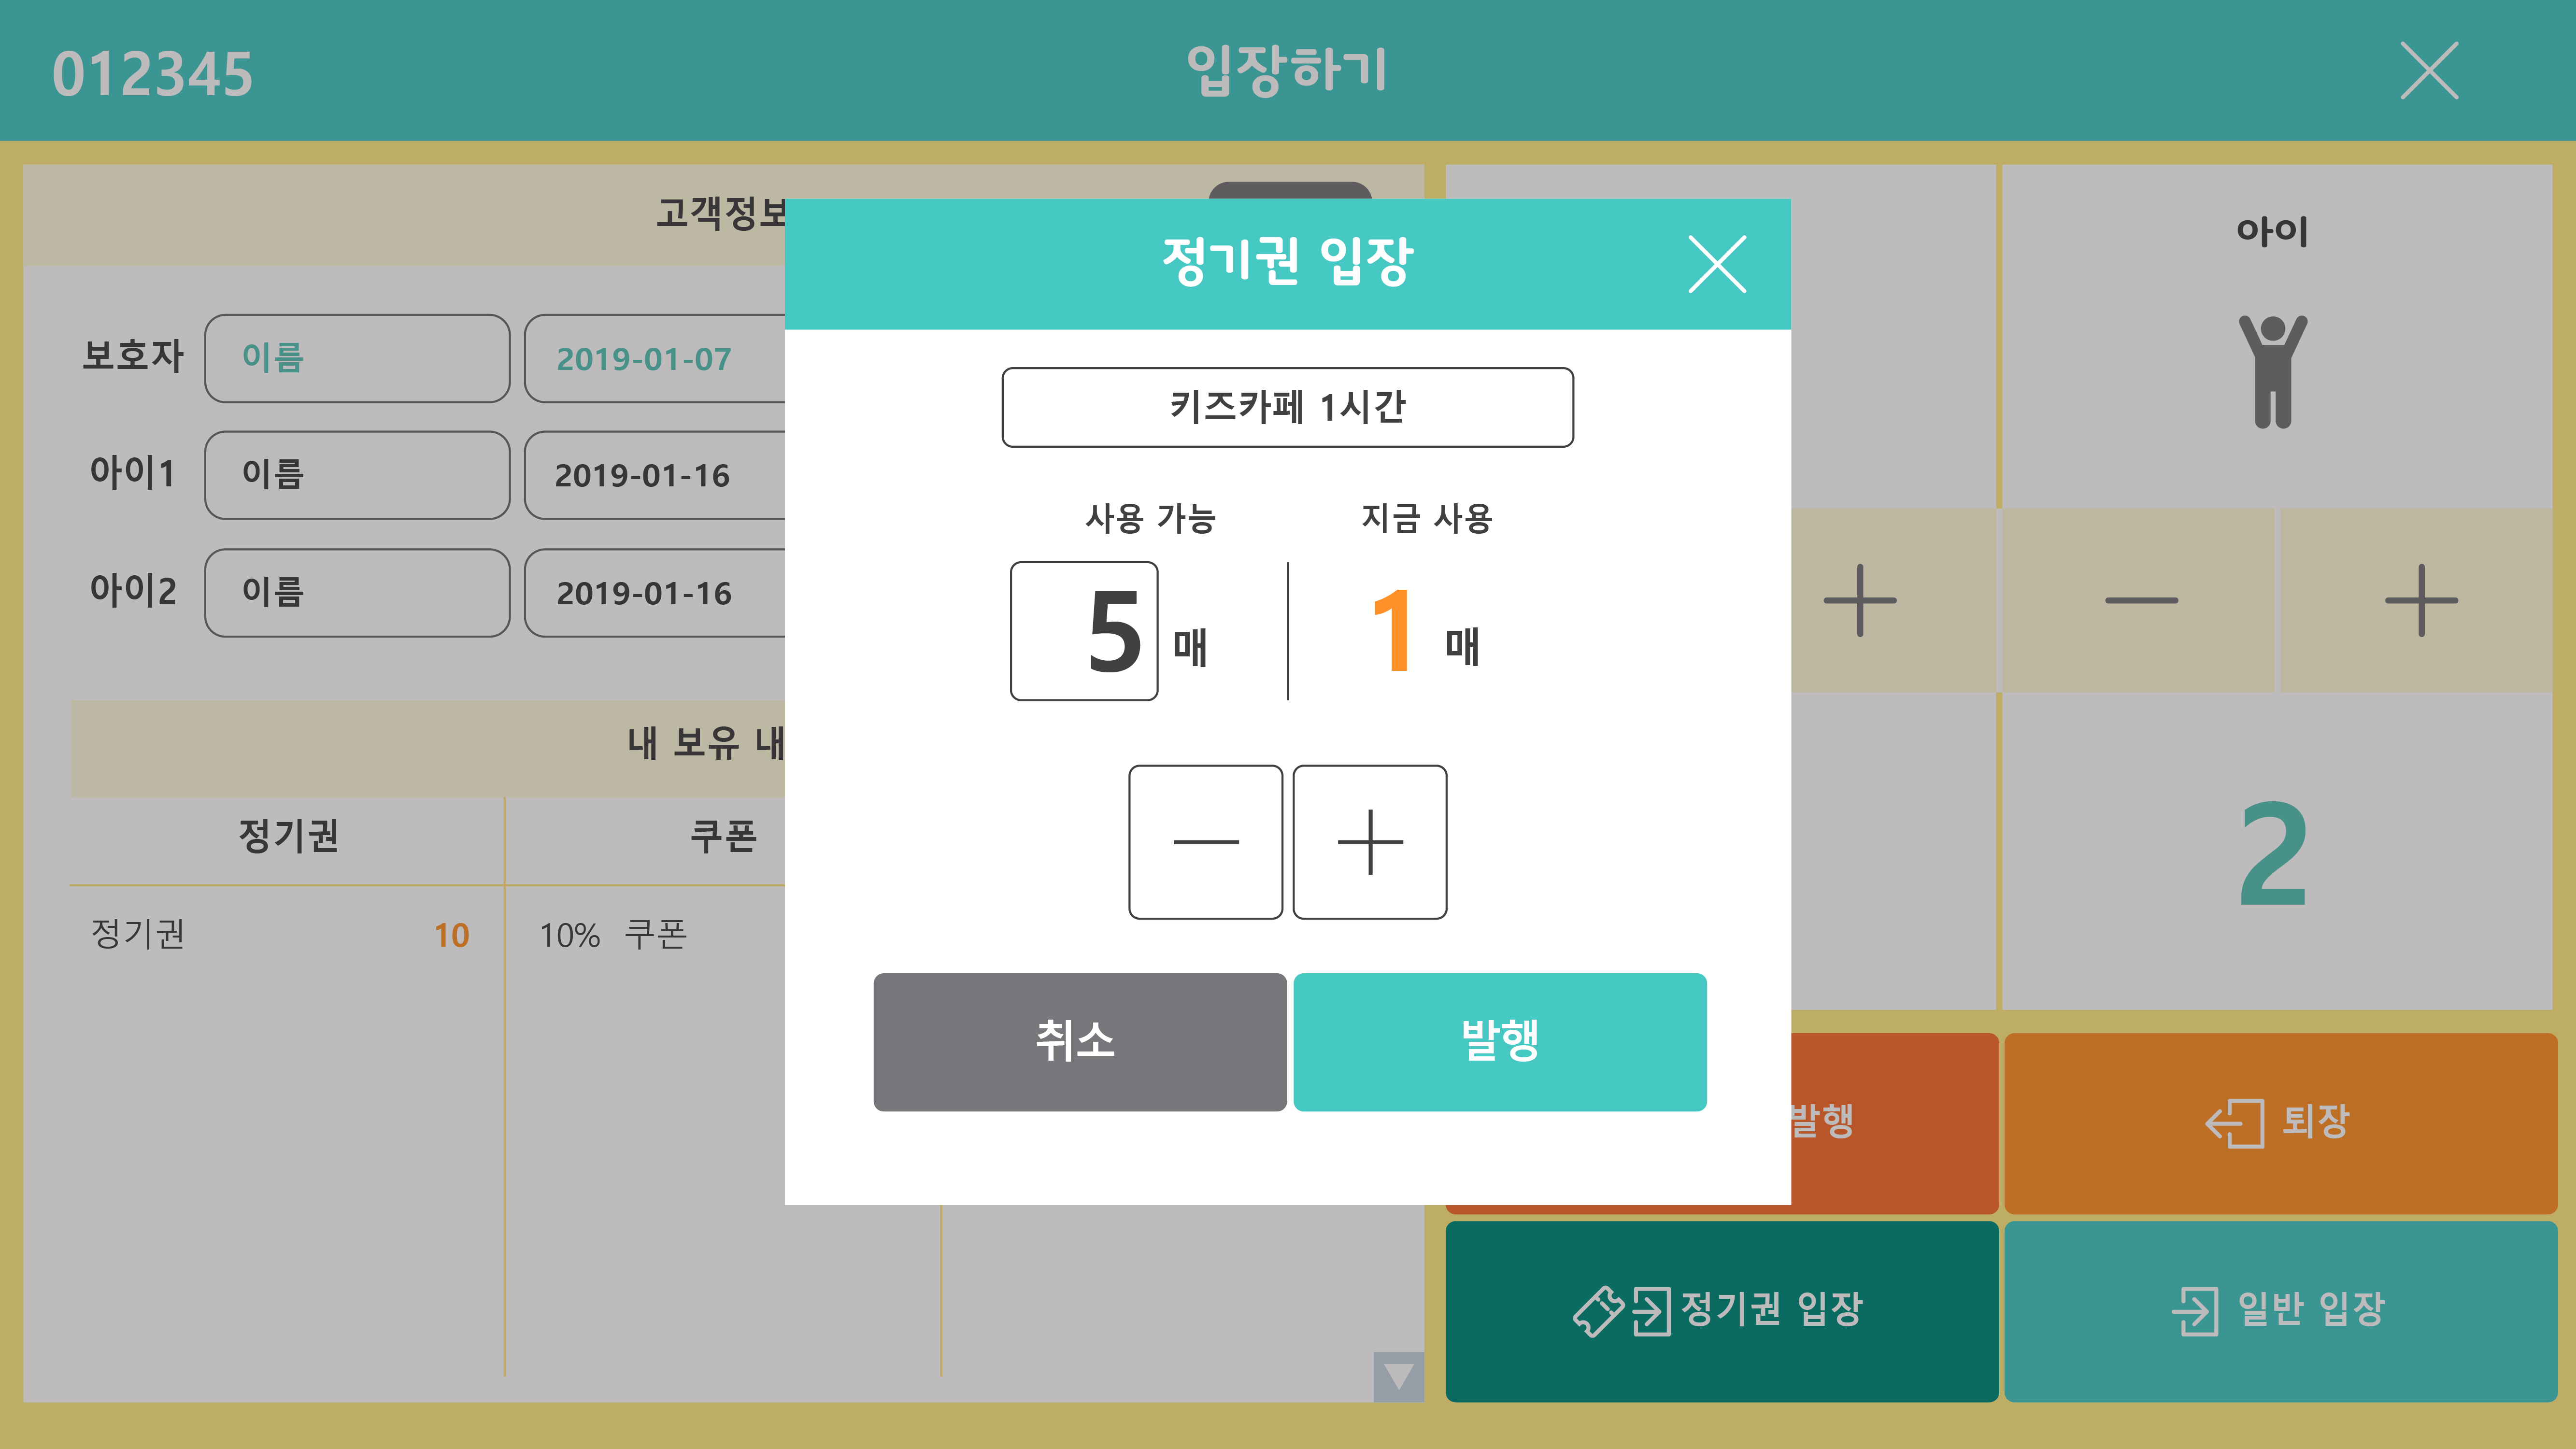 012345
입장하기
고객정보
아이
정기권 입장
보호자
이름
2019-01-07
키즈카페 1시간
아이1
이름
2019-01-16
사용 가능
지금 사용
아이2
이름
2019-01-16
5 매
1 매
내 보유 내
정기권
쿠폰
2
정기권
10
10% 쿠폰
취소
발행
발행
퇴장
정기권 입장
일반 입장